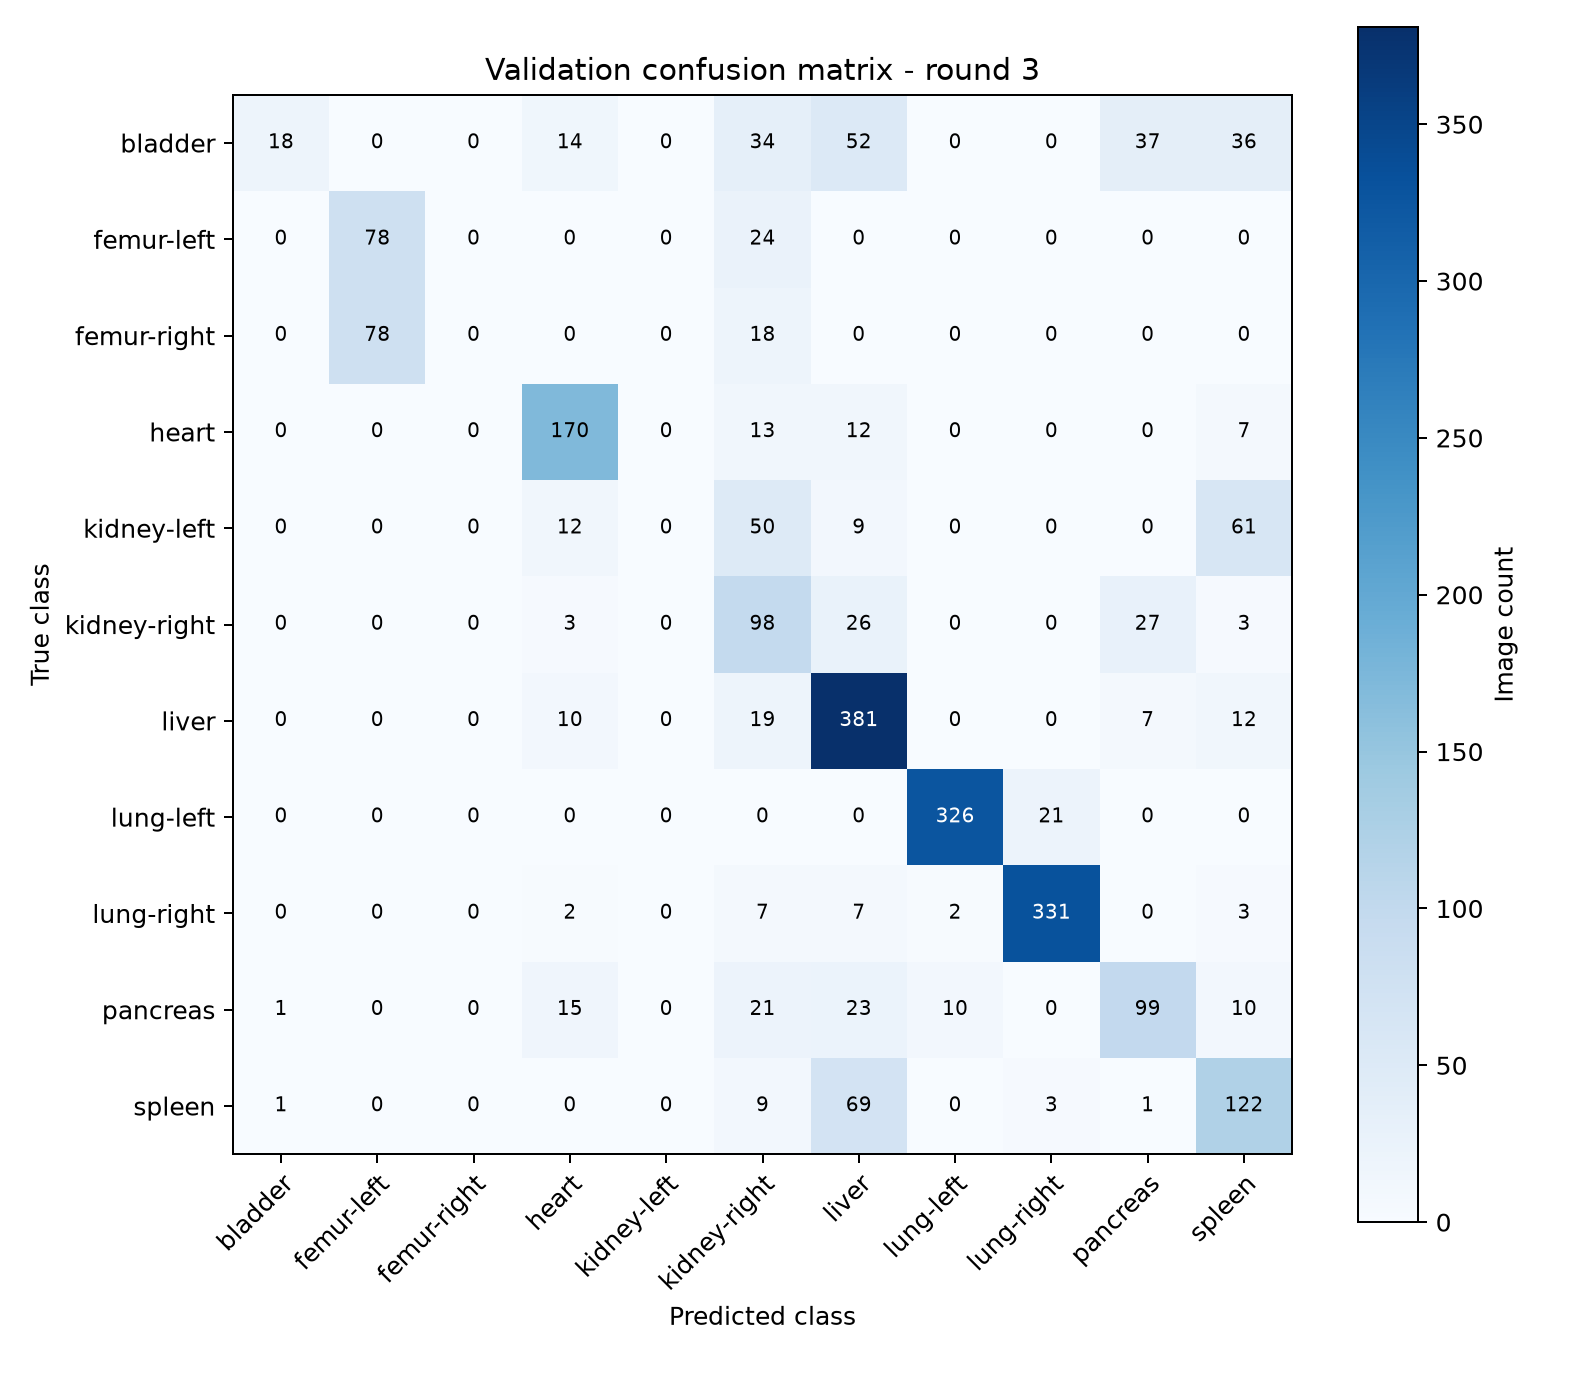 Validation confusion matrix - round 3
True class
bladder 18 0 0 14 0 34 52 0 0 37 36
femur-left 0 78 0 0 0 24 0 0 0 0 0
femur-right 0 78 0 0 0 18 0 0 0 0 0
heart 0 0 0 170 0 13 12 0 0 0 7
kidney-left 0 0 0 12 0 50 9 0 0 0 61
kidney-right 0 0 0 3 0 98 26 0 0 27 3
liver 0 0 0 10 0 19 381 0 0 7 12
lung-left 0 0 0 0 0 0 0 326 21 0 0
lung-right 0 0 0 2 0 7 7 2 331 0 3
pancreas 1 0 0 15 0 21 23 10 0 99 10
spleen 1 0 0 0 0 9 69 0 3 1 122
bladder femur-left femur-right heart kidney-left kidney-right liver lung-left lung-right pancreas spleen
Predicted class
350
300
250
200
150
100
50
0
Image count